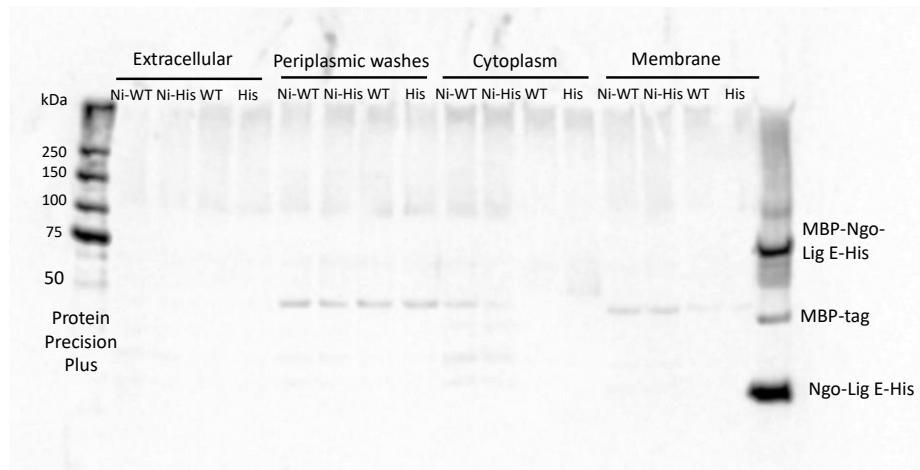 Extracellular Periplasmic washes Cytoplasm Membrane
kDa Ni-WT Ni-His WT His Ni-WT Ni-His WT His Ni-WT Ni-His WT His Ni-WT Ni-His WT His
250
150
100
75
50
Protein
Precision
Plus
MBP-Ngo-
Lig E-His
MBP-tag
Ngo-Lig E-His